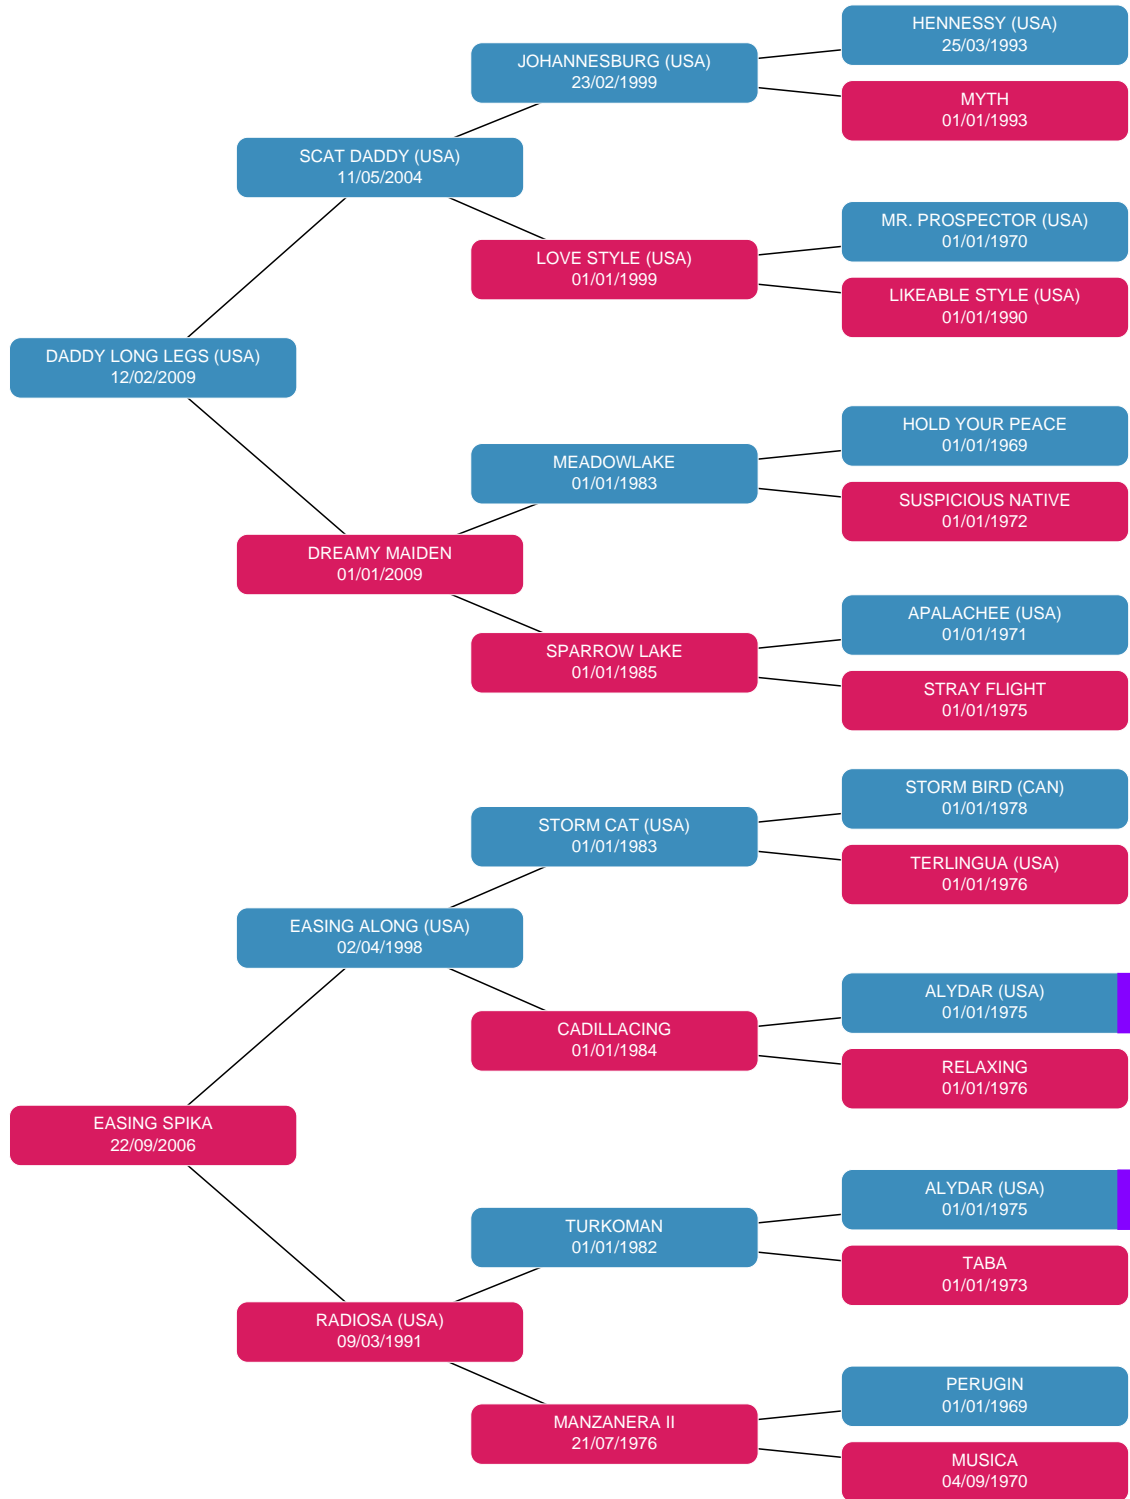 HENNESSY (USA)
25/03/1993
JOHANNESBURG (USA)
23/02/1999
MYTH
01/01/1993
SCAT DADDY (USA)
11/05/2004
MR. PROSPECTOR (USA)
01/01/1970
LOVE STYLE (USA)
01/01/1999
LIKEABLE STYLE (USA)
01/01/1990
DADDY LONG LEGS (USA)
12/02/2009
HOLD YOUR PEACE
01/01/1969
MEADOWLAKE
01/01/1983
SUSPICIOUS NATIVE
01/01/1972
DREAMY MAIDEN
01/01/2009
APALACHEE (USA)
01/01/1971
SPARROW LAKE
01/01/1985
STRAY FLIGHT
01/01/1975
STORM BIRD (CAN)
01/01/1978
STORM CAT (USA)
01/01/1983
TERLINGUA (USA)
01/01/1976
EASING ALONG (USA)
02/04/1998
ALYDAR (USA)
01/01/1975
CADILLACING
01/01/1984
RELAXING
01/01/1976
EASING SPIKA
22/09/2006
ALYDAR (USA)
01/01/1975
TURKOMAN
01/01/1982
TABA
01/01/1973
RADIOSA (USA)
09/03/1991
PERUGIN
01/01/1969
MANZANERA II
21/07/1976
MUSICA
04/09/1970